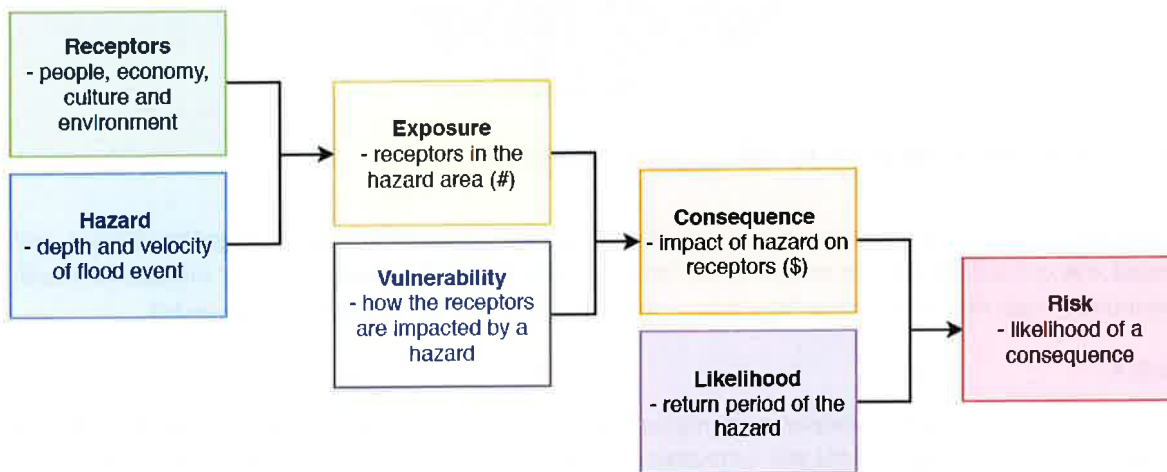 Receptors
- people, economy,
culture and
environment
Hazard
- depth and velocity
of flood event
Exposure
- receptors in the
hazard area (#)
Vulnerability
- how the receptors
are impacted by a
hazard
Consequence
- impact of hazard on
receptors ($)
Likelihood
- return period of the
hazard
Risk
- likelihood of a
consequence